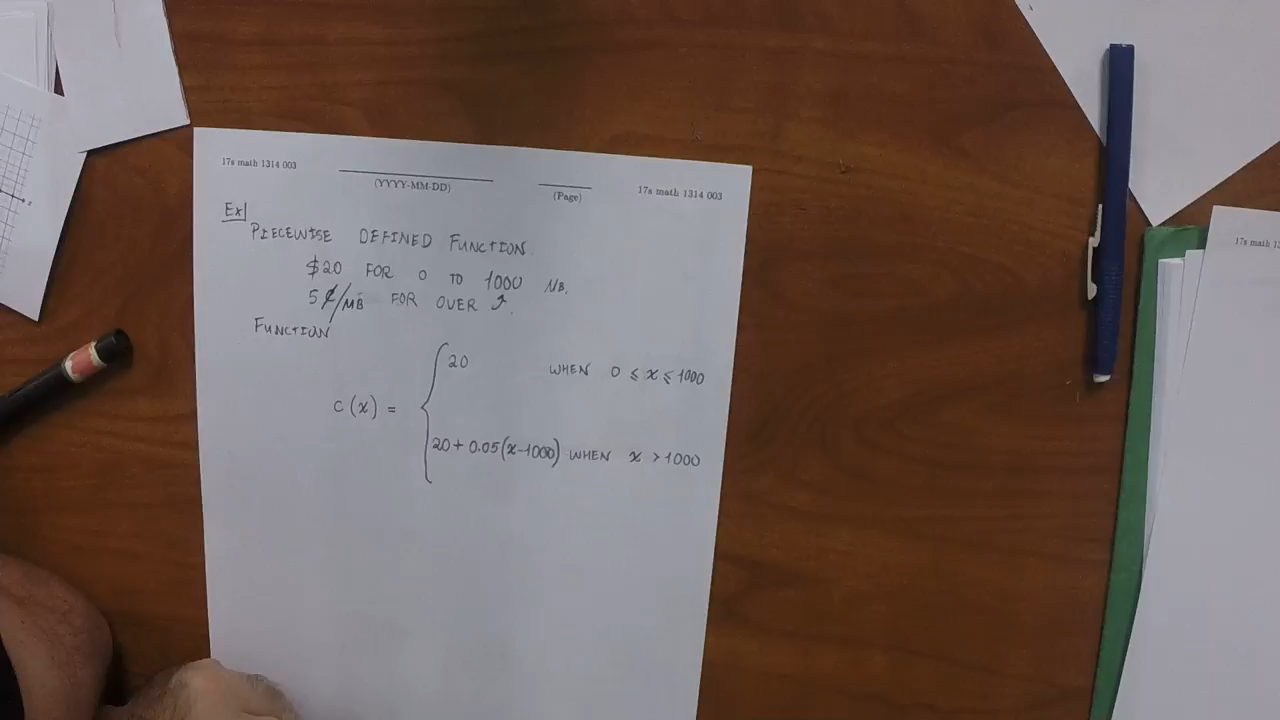 17s math 1314 003
(YYYY-MM-DD)
(Page)
17s math 1314 003
Ex
PIECEWISE DEFINED FUNCTION
$20 FOR 0 TO 1000 MB.
5¢/MB FOR OVER ↑.
FUNCTION
20 WHEN 0 ≤ x ≤ 1000
C(x) =
20 + 0.05(x-1000) WHEN x > 1000
17s math 13